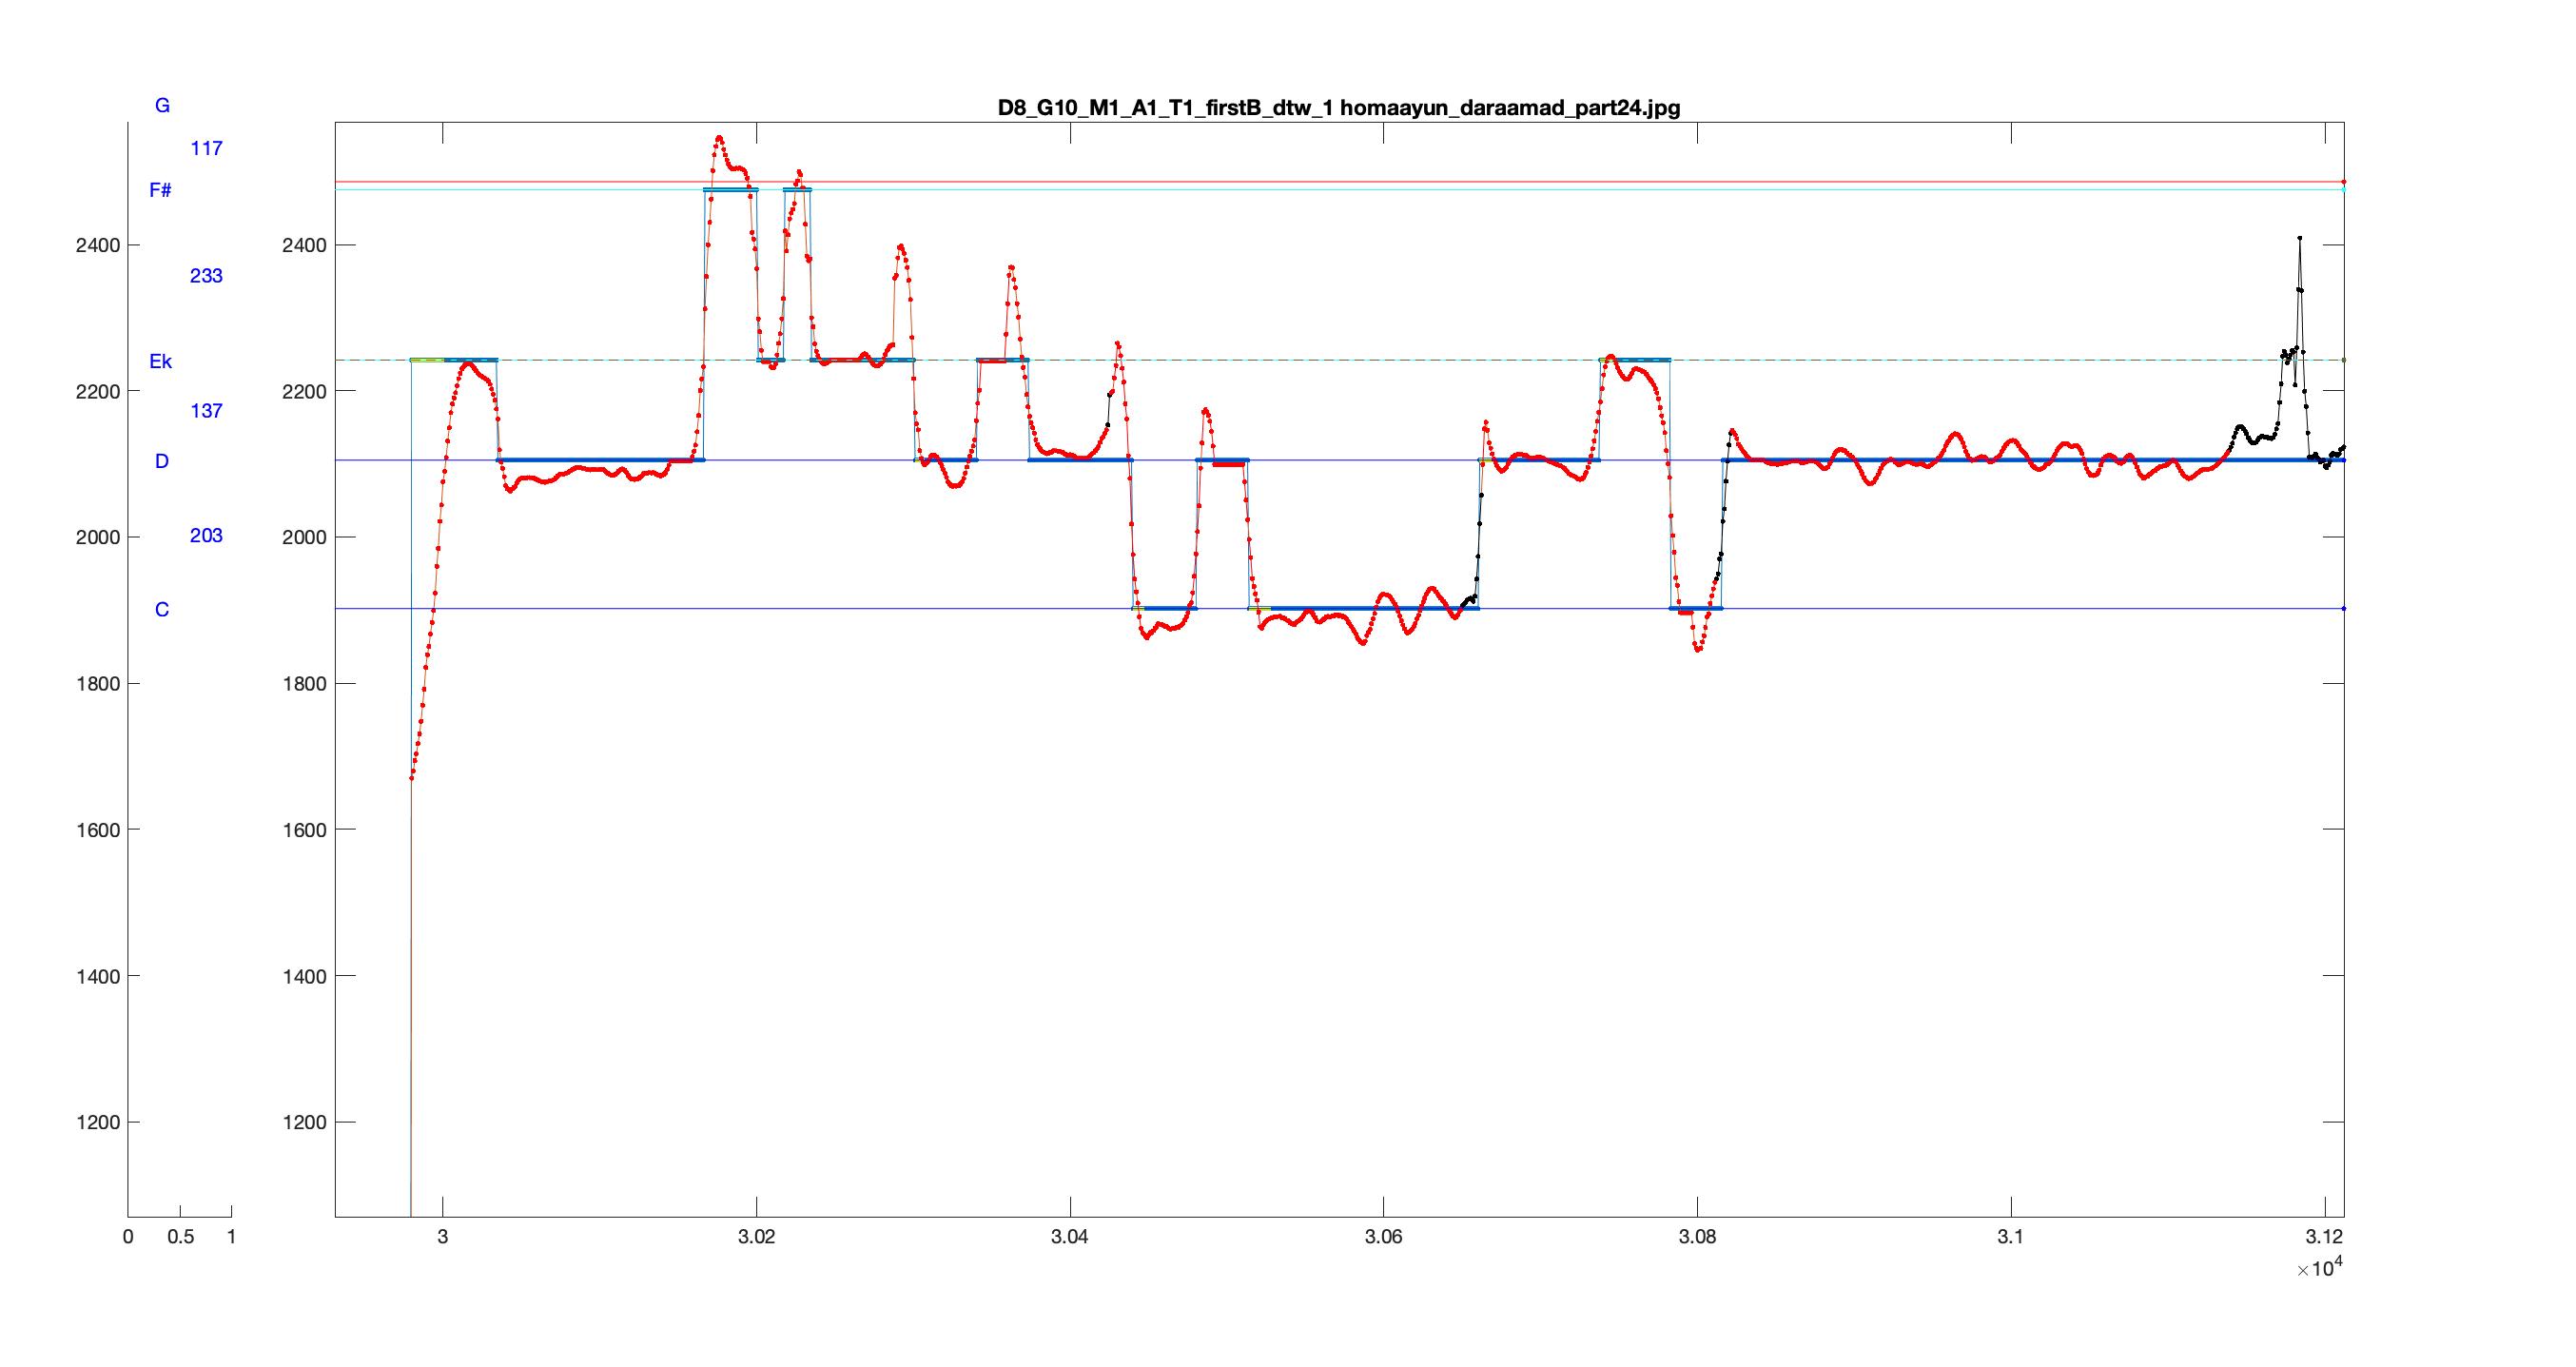 D8_G10_M1_A1_T1_firstB_dtw_1 homaayun_daraamad_part24.jpg
G
117
F#
2400 233 2400
Ek
2200 137 2200
D
2000 203 2000
C
1800 1800
1600 1600
1400 1400
1200 1200
0 0.5 1 3 3.02 3.04 3.06 3.08 3.1 3.12
×10^4